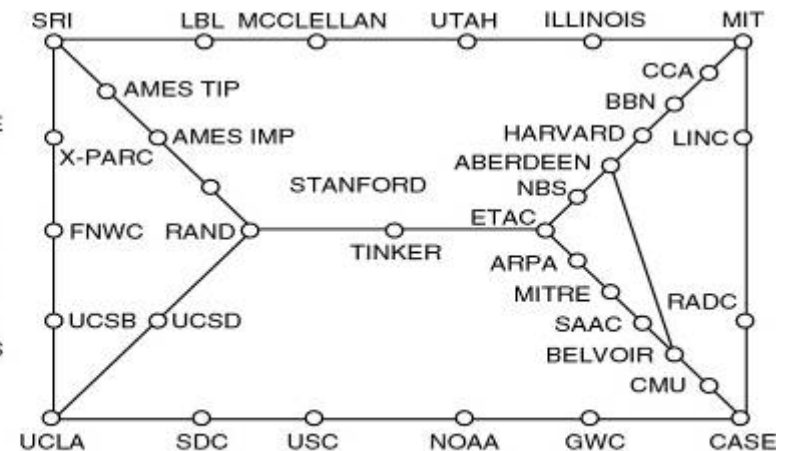 SRI LBL MCCLELLAN UTAH ILLINOIS MIT
CCA
AMES TIP
BBN
E
AMES IMP
HARVARD
LINC
X-PARC
ABERDEEN
STANFORD
NBS
ETAC
FNWC
RAND
TINKER
ARPA
MITRE
RADC
UCSB
UCSD
SAAC
S
BELVOIR
CMU
UCLA SDC USC NOAA GWC CASE